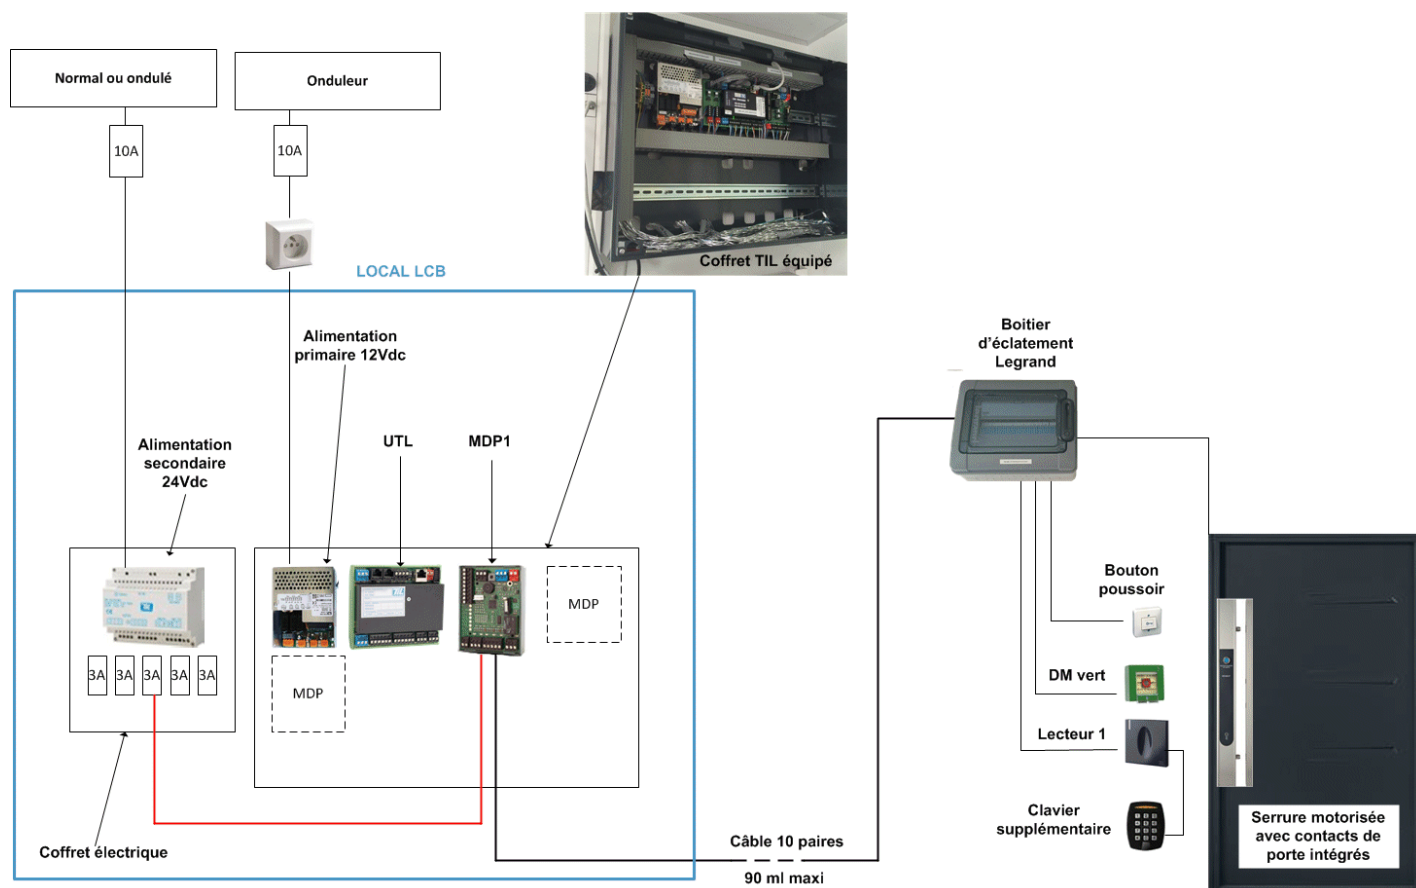 Normal ou ondulé
Onduleur
10A
10A
Coffret TIL équipé
LOCAL LCB
Alimentation
primaire 12Vdc
Boitier
d'éclatement
Legrand
UTL
MDP1
Alimentation
secondaire
24Vdc
MDP
Bouton
poussoir
3A
3A
3A
3A
3A
MDP
DM vert
Lecteur 1
Clavier
supplémentaire
Serrure motorisée
avec contacts de
porte intégrés
Câble 10 paires
90 ml maxi
Coffret électrique